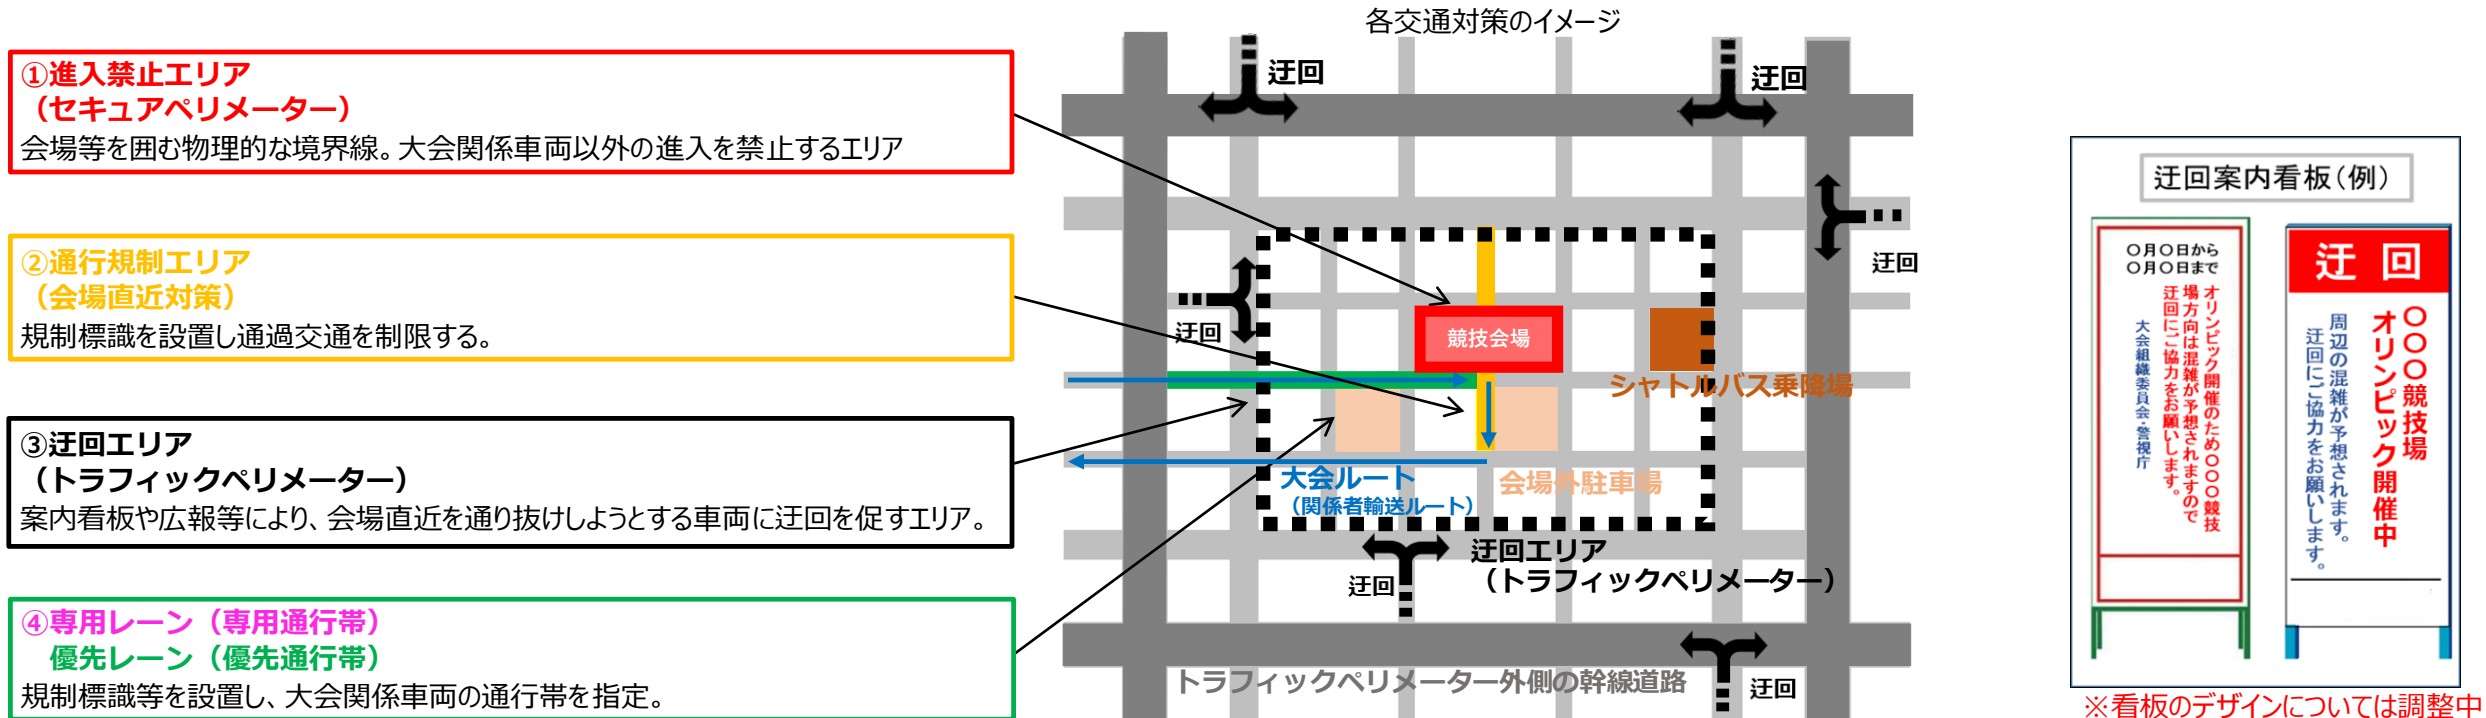 各交通対策のイメージ
①進入禁止エリア
（セキュアペリメーター）
会場等を囲む物理的な境界線。大会関係車両以外の進入を禁止するエリア
②通行規制エリア
（会場直近対策）
規制標識を設置し通過交通を制限する。
③迂回エリア
（トラフィックペリメーター）
案内看板や広報等により、会場直近を通り抜けしようとする車両に迂回を促すエリア。
④専用レーン（専用通行帯）
優先レーン（優先通行帯）
規制標識等を設置し、大会関係車両の通行帯を指定。
迂回
迂回
迂回
迂回
競技会場
シャトルバス乗降場
大会ルート
（関係者輸送ルート）
会場外駐車場
迂回エリア
（トラフィックペリメーター）
迂回
トラフィックペリメーター外側の幹線道路
迂回
迂回案内看板（例）
〇月〇日から
〇月〇日まで
オリンピック開催のため〇〇〇競技
場方向は混雑が予想されますので
迂回にご協力をお願いします。
大会組織委員会・警視庁
迂回
〇〇〇競技場
オリンピック開催中
周辺の混雑が予想されます。
迂回にご協力をお願いします。
※看板のデザインについては調整中